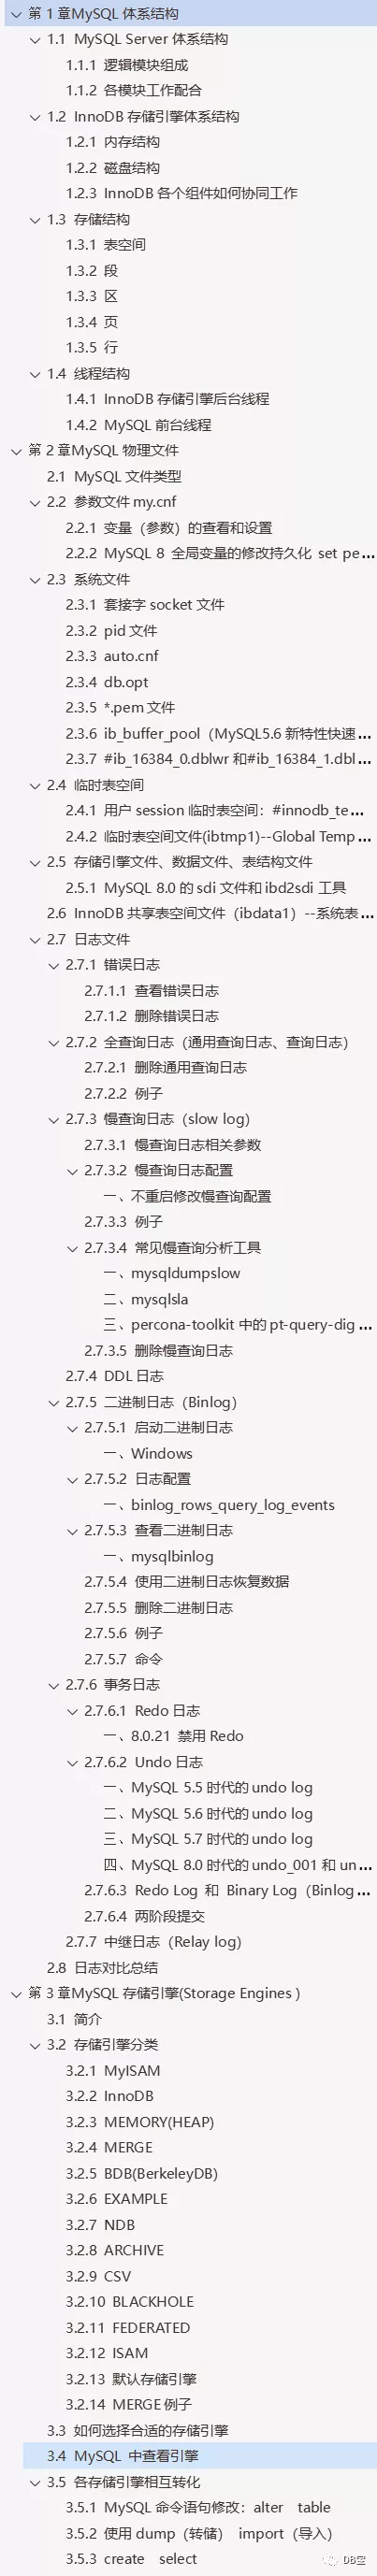 第 1 章MySQL 体系结构
1.1 MySQL Server 体系结构
1.1.1 逻辑模块组成
1.1.2 各模块工作配合
1.2 InnoDB 存储引擎体系结构
1.2.1 内存结构
1.2.2 磁盘结构
1.2.3 InnoDB 各个组件如何协同工作
1.3 存储结构
1.3.1 表空间
1.3.2 段
1.3.3 区
1.3.4 页
1.3.5 行
1.4 线程结构
1.4.1 InnoDB 存储引擎后台线程
1.4.2 MySQL 前台线程
第 2 章MySQL 物理文件
2.1 MySQL 文件类型
2.2 参数文件 my.cnf
2.2.1 变量（参数）的查看和设置
2.2.2 MySQL 8 全局变量的修改持久化 set pe...
2.3 系统文件
2.3.1 套接字 socket 文件
2.3.2 pid 文件
2.3.3 auto.cnf
2.3.4 db.opt
2.3.5 *.pem 文件
2.3.6 ib_buffer_pool（MySQL5.6 新特性快速...
2.3.7 #ib_16384_0.dblwr 和#ib_16384_1.dbl...
2.4 临时表空间
2.4.1 用户 session 临时表空间：#innodb_te...
2.4.2 临时表空间文件(ibtmp1)--Global Temp...
2.5 存储引擎文件、数据文件、表结构文件
2.5.1 MySQL 8.0 的 sdi 文件和 ibd2sdi 工具
2.6 InnoDB 共享表空间文件（ibdata1）--系统表...
2.7 日志文件
2.7.1 错误日志
2.7.1.1 查看错误日志
2.7.1.2 删除错误日志
2.7.2 全查询日志（通用查询日志、查询日志）
2.7.2.1 删除通用查询日志
2.7.2.2 例子
2.7.3 慢查询日志（slow log）
2.7.3.1 慢查询日志相关参数
2.7.3.2 慢查询日志配置
一、不重启修改慢查询配置
2.7.3.3 例子
2.7.3.4 常见慢查询分析工具
一、mysqldumpslow
二、mysqlsla
三、percona-toolkit 中的 pt-query-dig...
2.7.3.5 删除慢查询日志
2.7.4 DDL 日志
2.7.5 二进制日志（Binlog）
2.7.5.1 启动二进制日志
一、Windows
2.7.5.2 日志配置
一、binlog_rows_query_log_events
2.7.5.3 查看二进制日志
一、mysqlbinlog
2.7.5.4 使用二进制日志恢复数据
2.7.5.5 删除二进制日志
2.7.5.6 例子
2.7.5.7 命令
2.7.6 事务日志
2.7.6.1 Redo 日志
一、8.0.21 禁用 Redo
2.7.6.2 Undo 日志
一、MySQL 5.5 时代的 undo log
二、MySQL 5.6 时代的 undo log
三、MySQL 5.7 时代的 undo log
四、MySQL 8.0 时代的 undo_001 和 un...
2.7.6.3 Redo Log 和 Binary Log（Binlog...
2.7.6.4 两阶段提交
2.7.7 中继日志（Relay log）
2.8 日志对比总结
第 3 章MySQL 存储引擎(Storage Engines )
3.1 简介
3.2 存储引擎分类
3.2.1 MyISAM
3.2.2 InnoDB
3.2.3 MEMORY(HEAP)
3.2.4 MERGE
3.2.5 BDB(BerkeleyDB)
3.2.6 EXAMPLE
3.2.7 NDB
3.2.8 ARCHIVE
3.2.9 CSV
3.2.10 BLACKHOLE
3.2.11 FEDERATED
3.2.12 ISAM
3.2.13 默认存储引擎
3.2.14 MERGE 例子
3.3 如何选择合适的存储引擎
3.4 MySQL 中查看引擎
3.5 各存储引擎相互转化
3.5.1 MySQL 命令语句修改：alter table
3.5.2 使用 dump（转储） import（导入）
3.5.3 create select
DB宝